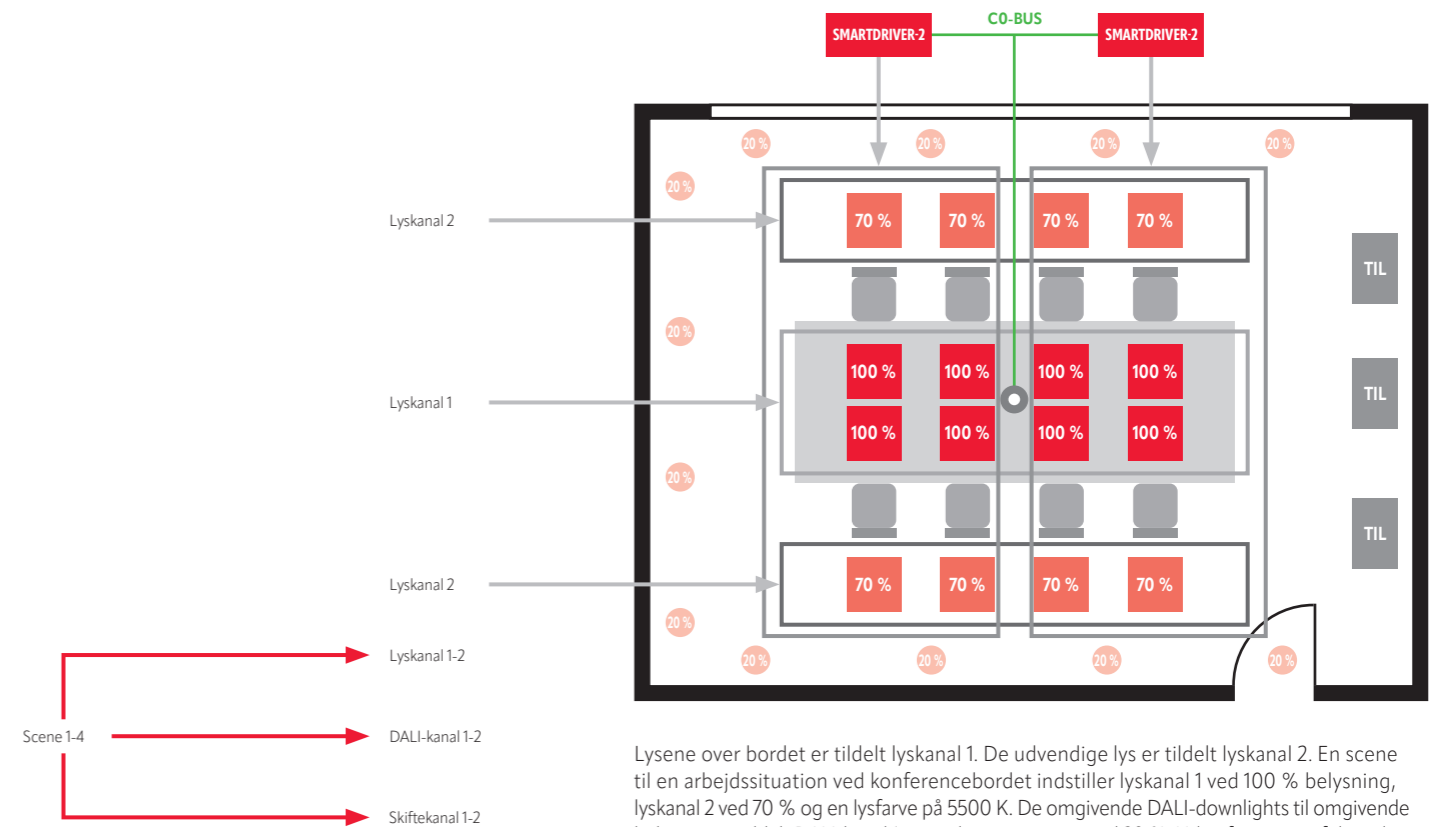 C0-BUS
SMARTDRIVER-2 SMARTDRIVER-2
20 % 20 % 20 % 20 %
20 %
Lyskanal 2
70 % 70 % 70 % 70 %
TIL
20 %
100 % 100 % 100 % 100 %
TIL
Lyskanal 1
100 % 100 % 100 % 100 %
20 %
TIL
Lyskanal 2
70 % 70 % 70 % 70 %
20 %
20 % 20 % 20 % 20 %
Lyskanal 1-2
Scene 1-4
DALI-kanal 1-2
Skiftekanal 1-2
Lysene over bordet er tildelt lyskanal 1. De udvendige lys er tildelt lyskanal 2. En scene
til en arbejdssituation ved konferencebordet indstiller lyskanal 1 ved 100 % belysning,
lyskanal 2 ved 70 % og en lysfarve på 5500 K. De omgivende DALI-downlights til omgivende